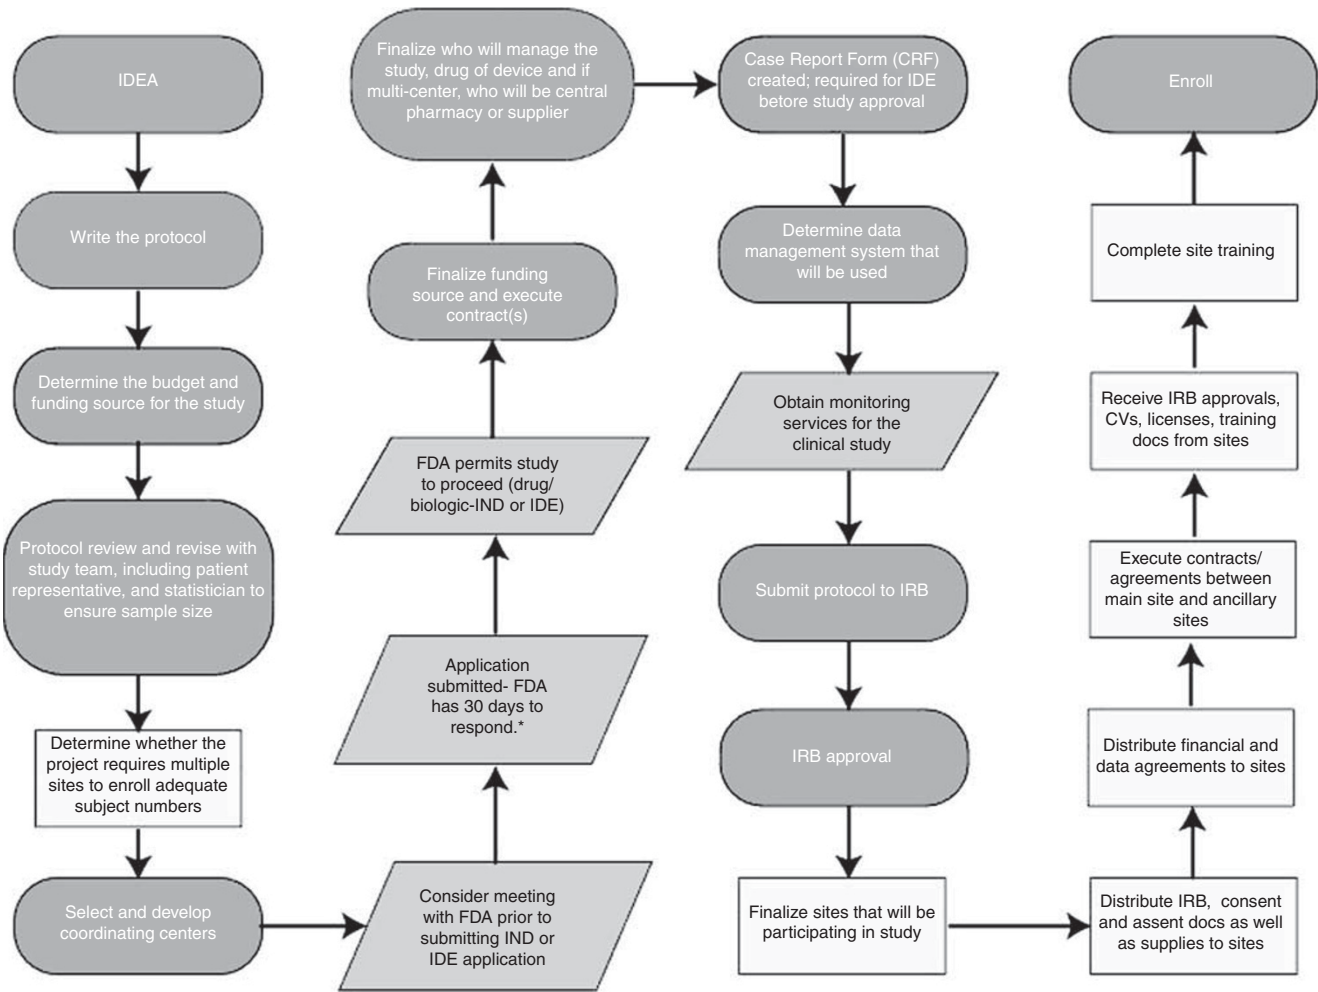 IDEA
Write the protocol
Determine the budget and
funding source for the study
Protocol review and revise with
study team, including patient
representative, and statistician to
ensure sample size
Determine whether the
project requires multiple
sites to enroll adequate
subject numbers
Select and develop
coordinating centers
Consider meeting
with FDA prior to
submitting IND or
IDE application
Application
submitted- FDA
has 30 days to
respond.*
FDA permits study
to proceed (drug/
biologic-IND or IDE)
Finalize funding
source and execute
contract(s)
Finalize who will manage the
study, drug of device and if
multi-center, who will be central
pharmacy or supplier
Case Report Form (CRF)
created; required for IDE
betore study approval
Determine data
management system that
will be used
Obtain monitoring
services for the
clinical study
Submit protocol to IRB
IRB approval
Finalize sites that will be
participating in study
Distribute IRB, consent
and assent docs as well
as supplies to sites
Distribute financial and
data agreements to sites
Execute contracts/
agreements between
main site and ancillary
sites
Receive IRB approvals,
CVs, licenses, training
docs from sites
Complete site training
Enroll